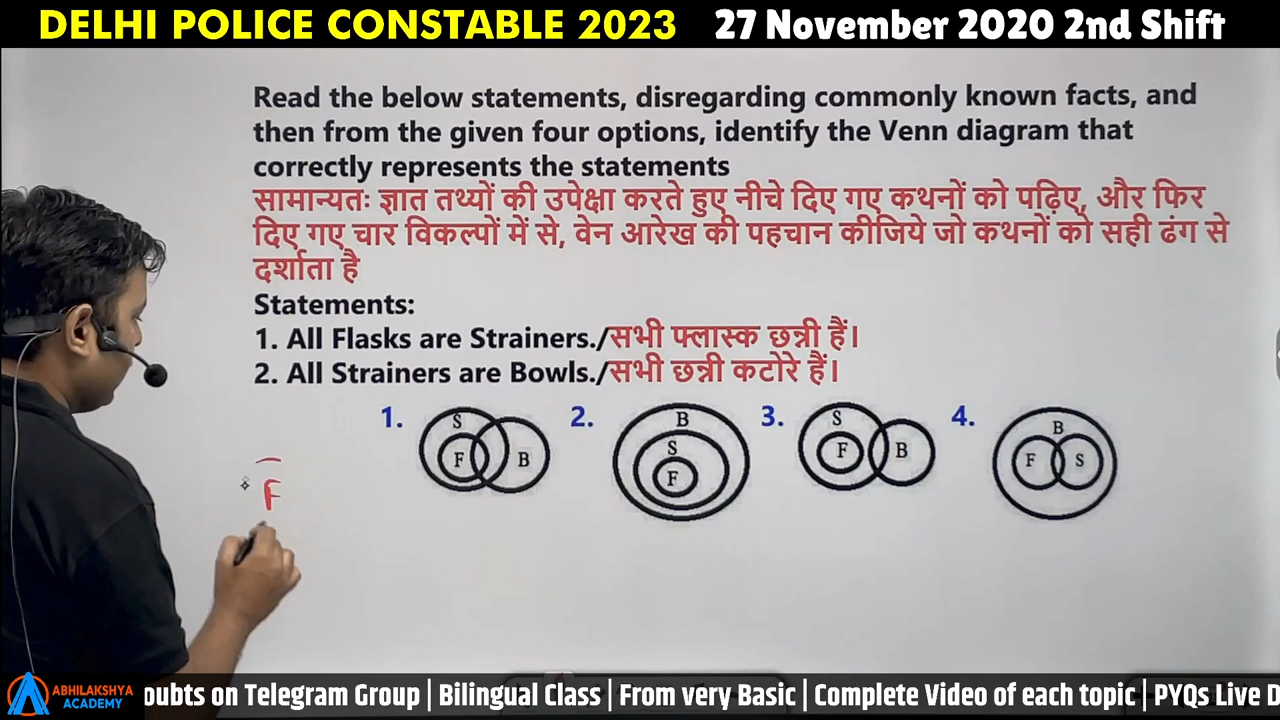 DELHI POLICE CONSTABLE 2023 27 November 2020 2nd Shift
Read the below statements, disregarding commonly known facts, and
then from the given four options, identify the Venn diagram that
correctly represents the statements
सामान्यतः ज्ञात तथ्यों की उपेक्षा करते हुए नीचे दिए गए कथनों को पढ़िए, और फिर
दिए गए चार विकल्पों में से, वेन आरेख की पहचान कीजिये जो कथनों को सही ढंग से
दर्शाता है
Statements:
1. All Flasks are Strainers./सभी फ्लास्क छन्नी हैं।
2. All Strainers are Bowls./सभी छन्नी कटोरे हैं।
1. S F B 2. B S F 3. S F B 4. B F S
F
ABHILAKSHYA
ACADEMY
oubts on Telegram Group | Bilingual Class | From very Basic | Complete Video of each topic | PYQs Live D